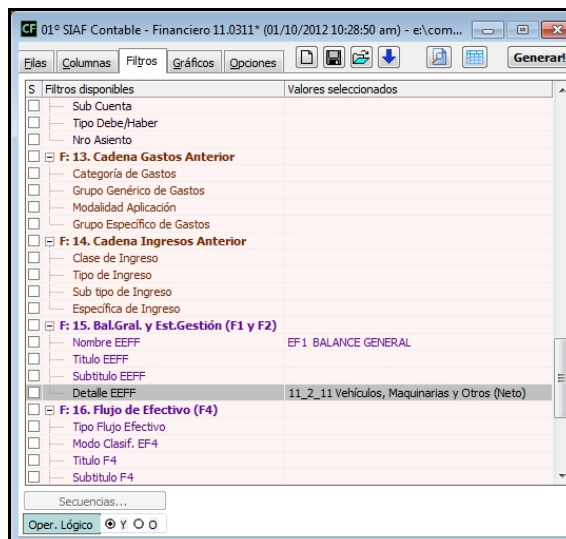 CF 01º SIAF Contable - Financiero 11.0311* (01/10/2012 10:28:50 am) - e:\com...
Filas Columnas Filtros Gráficos Opciones Generar!
S Filtros disponibles Valores seleccionados
Sub Cuenta
Tipo Debe/Haber
Nro Asiento
F: 13. Cadena Gastos Anterior
Categoría de Gastos
Grupo Genérico de Gastos
Modalidad Aplicación
Grupo Específico de Gastos
F: 14. Cadena Ingresos Anterior
Clase de Ingreso
Tipo de Ingreso
Sub tipo de Ingreso
Específica de Ingreso
F: 15. Bal.Gral. y Est.Gestión (F1 y F2)
Nombre EEFF EF1 BALANCE GENERAL
Titulo EEFF
Subtitulo EEFF
Detalle EEFF 11_2_11 Vehículos, Maquinarias y Otros (Neto)
F: 16. Flujo de Efectivo (F4)
Tipo Flujo Efectivo
Modo Clasif. EF4
Titulo F4
Subtitulo F4
Secuencias...
Oper. Lógico Y O